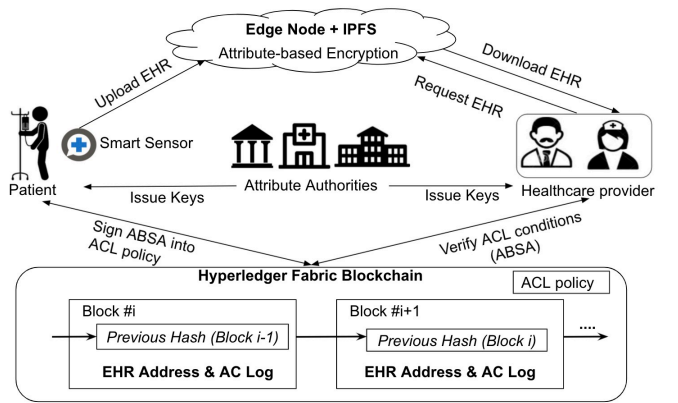 Edge Node + IPFS
Attribute-based Encryption
Upload EHR
Download EHR
Request EHR
Smart Sensor
Patient
Attribute Authorities
Healthcare provider
Issue Keys
Issue Keys
Sign ABSA into
ACL policy
Verify ACL conditions
(ABSA)
Hyperledger Fabric Blockchain
ACL policy
Block #i
Previous Hash (Block i-1)
EHR Address & AC Log
Block #i+1
Previous Hash (Block i)
EHR Address & AC Log
....